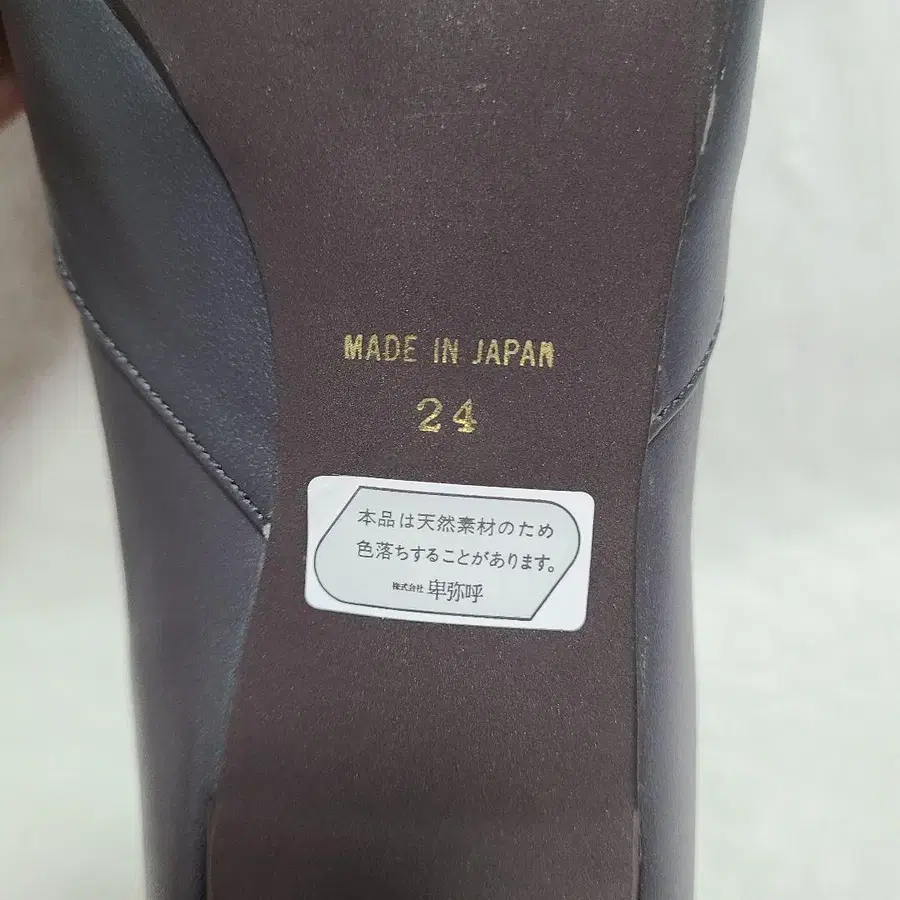 MADE IN JAPAN
24
本品は天然素材のため
色落ちすることがあります。
株式会社 卑弥呼